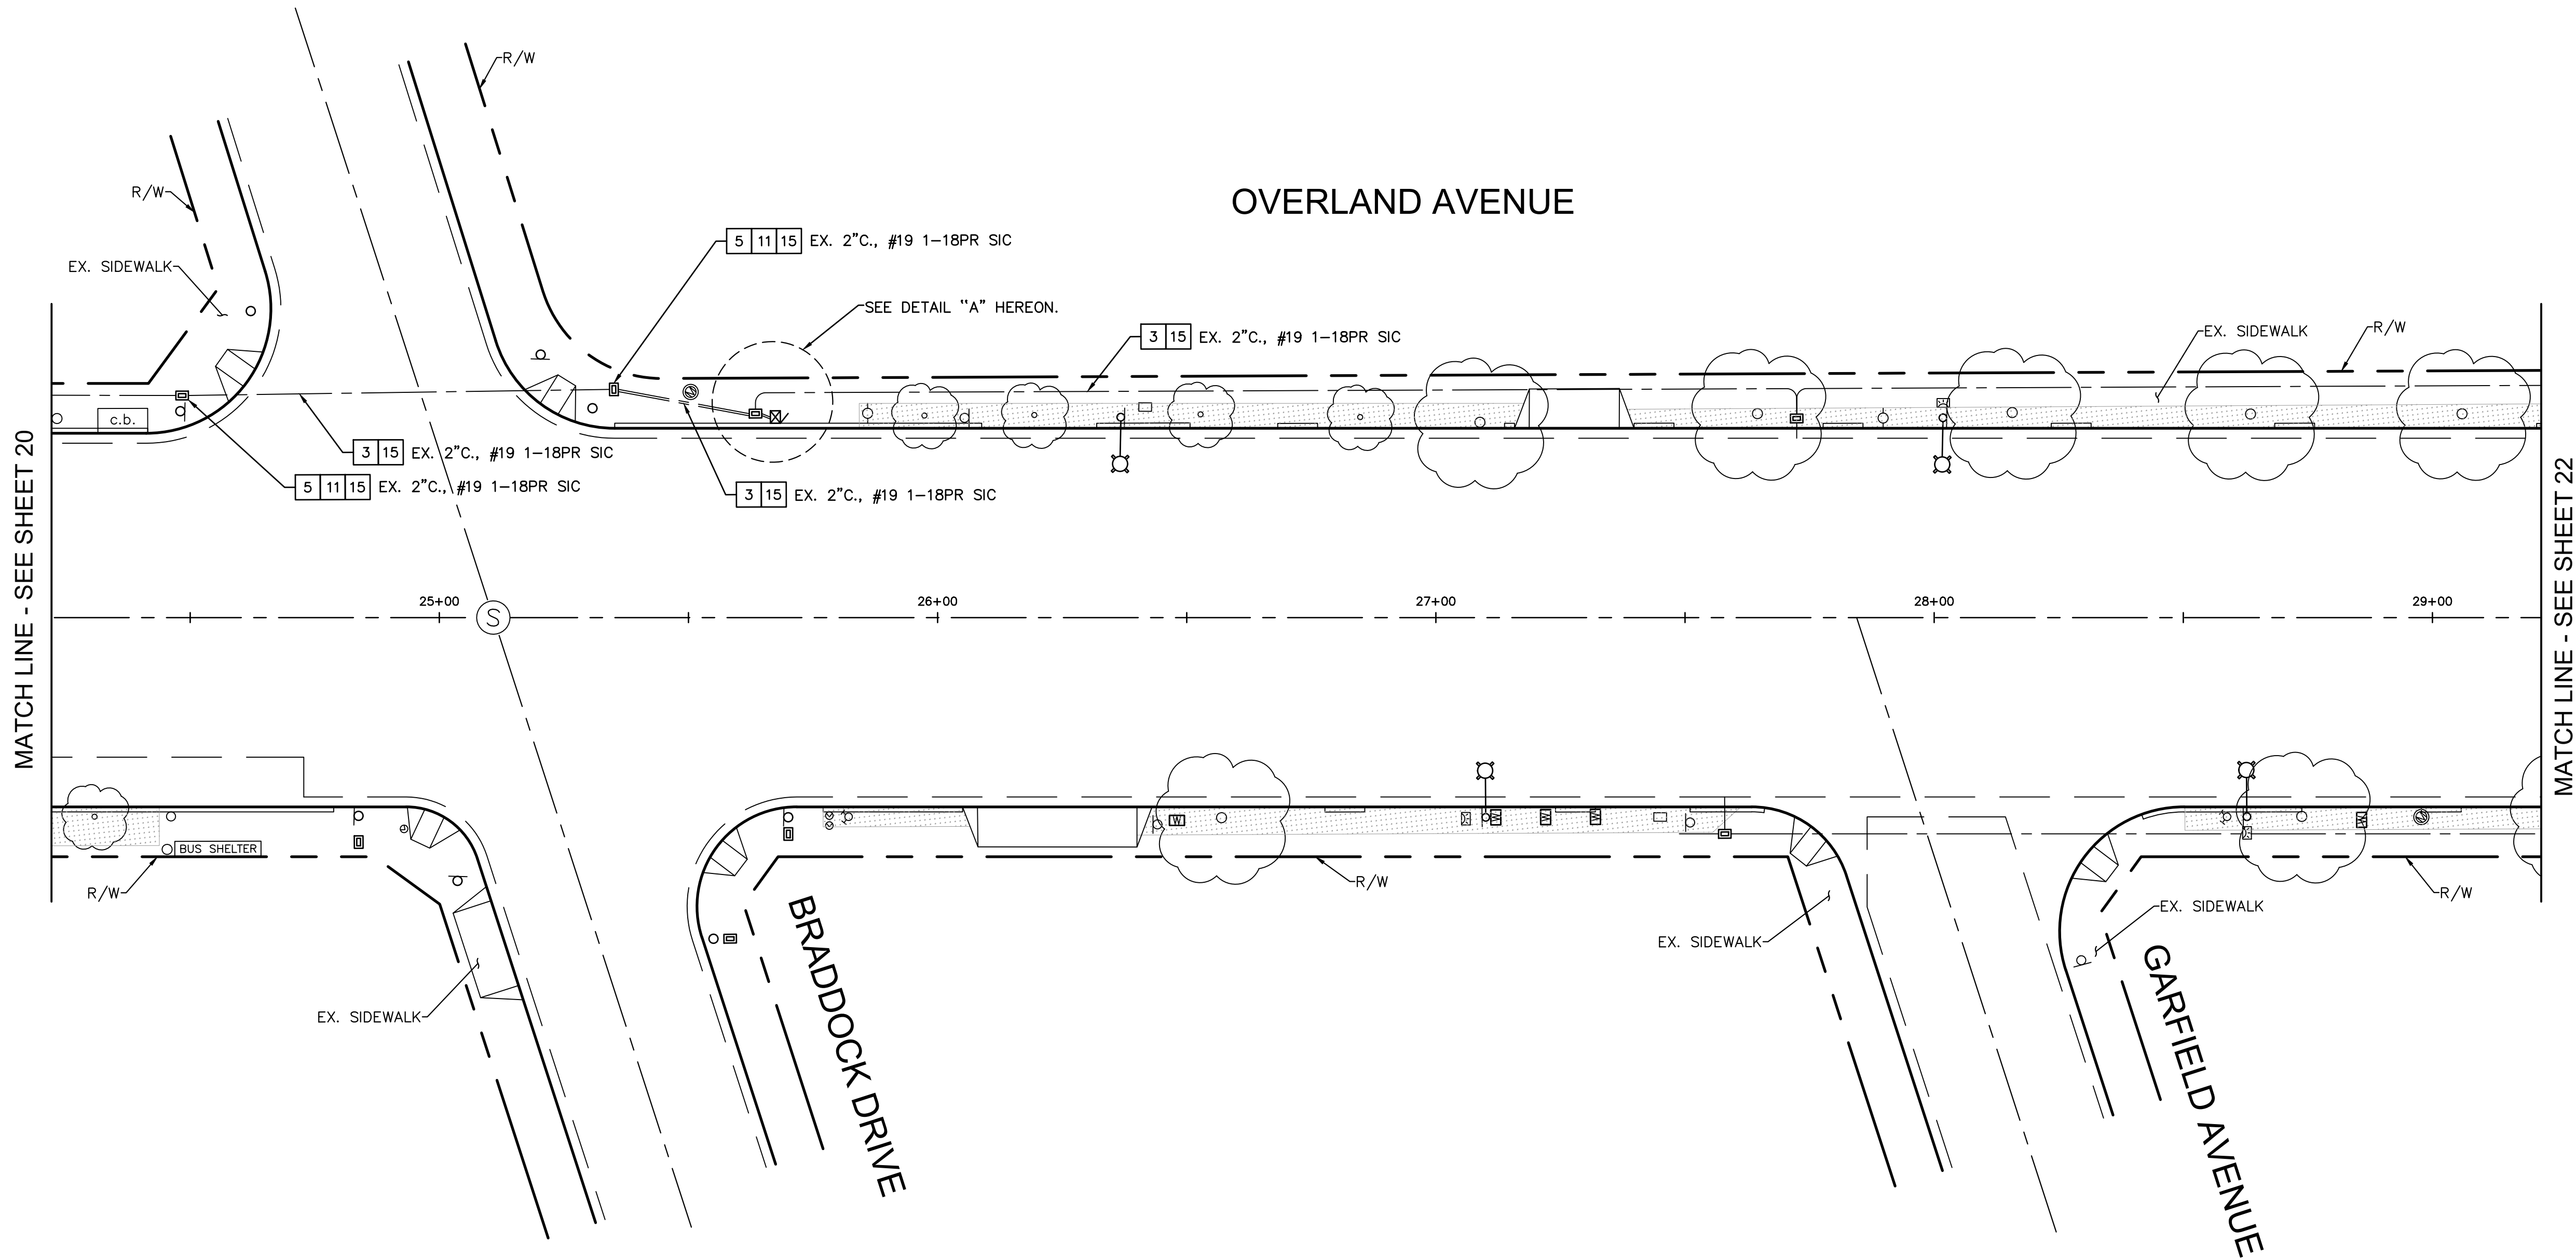 R/W
R/W
OVERLAND AVENUE
5 11 15 EX. 2"C., #19 1-18PR SIC
EX. SIDEWALK
SEE DETAIL "A" HEREON.
3 15 EX. 2"C., #19 1-18PR SIC
EX. SIDEWALK
R/W
c.b.
3 15 EX. 2"C., #19 1-18PR SIC
5 11 15 EX. 2"C., #19 1-18PR SIC
3 15 EX. 2"C., #19 1-18PR SIC
MATCH LINE - SEE SHEET 20
MATCH LINE - SEE SHEET 22
25+00
26+00
27+00
28+00
29+00
S
W
W
W
W
W
BUS SHELTER
R/W
R/W
R/W
BRADDOCK DRIVE
EX. SIDEWALK
EX. SIDEWALK
EX. SIDEWALK
GARFIELD AVENUE